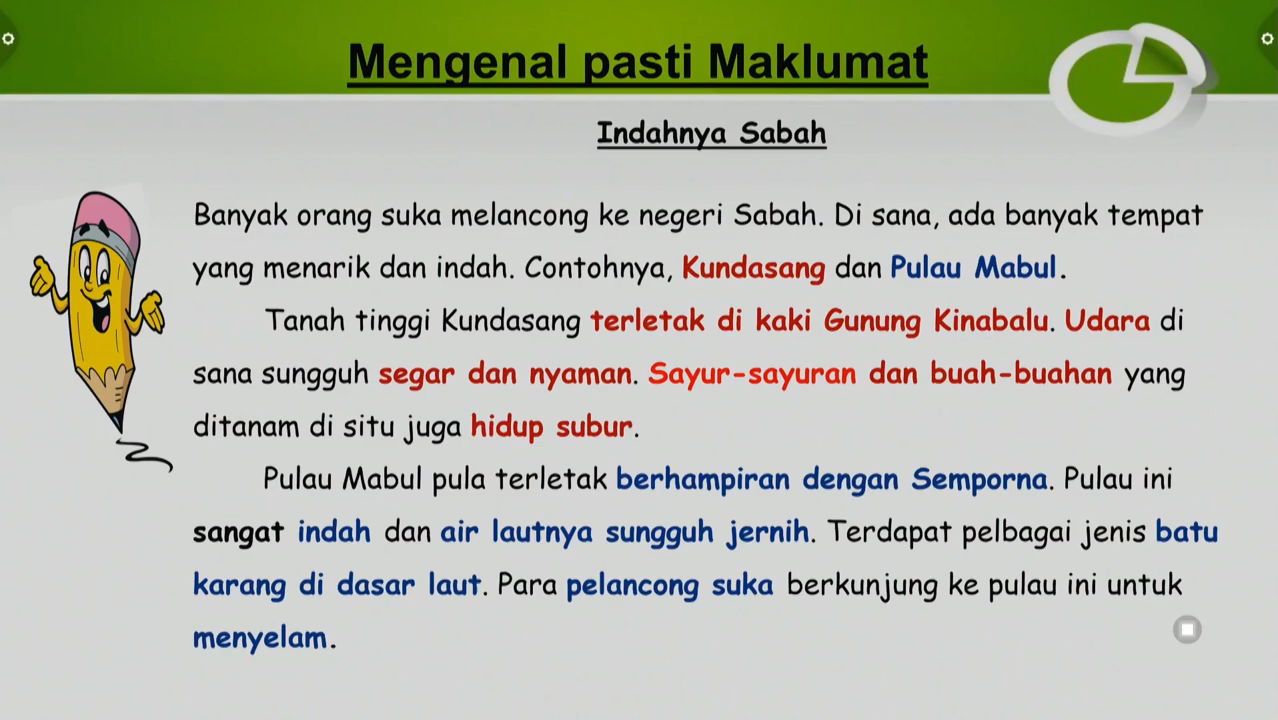 Mengenal pasti Maklumat
Indahnya Sabah
Banyak orang suka melancong ke negeri Sabah. Di sana, ada banyak tempat
yang menarik dan indah. Contohnya, Kundasang dan Pulau Mabul.
Tanah tinggi Kundasang terletak di kaki Gunung Kinabalu. Udara di
sana sungguh segar dan nyaman. Sayur-sayuran dan buah-buahan yang
ditanam di situ juga hidup subur.
Pulau Mabul pula terletak berhampiran dengan Semporna. Pulau ini
sangat indah dan air lautnya sungguh jernih. Terdapat pelbagai jenis batu
karang di dasar laut. Para pelancong suka berkunjung ke pulau ini untuk
menyelam.